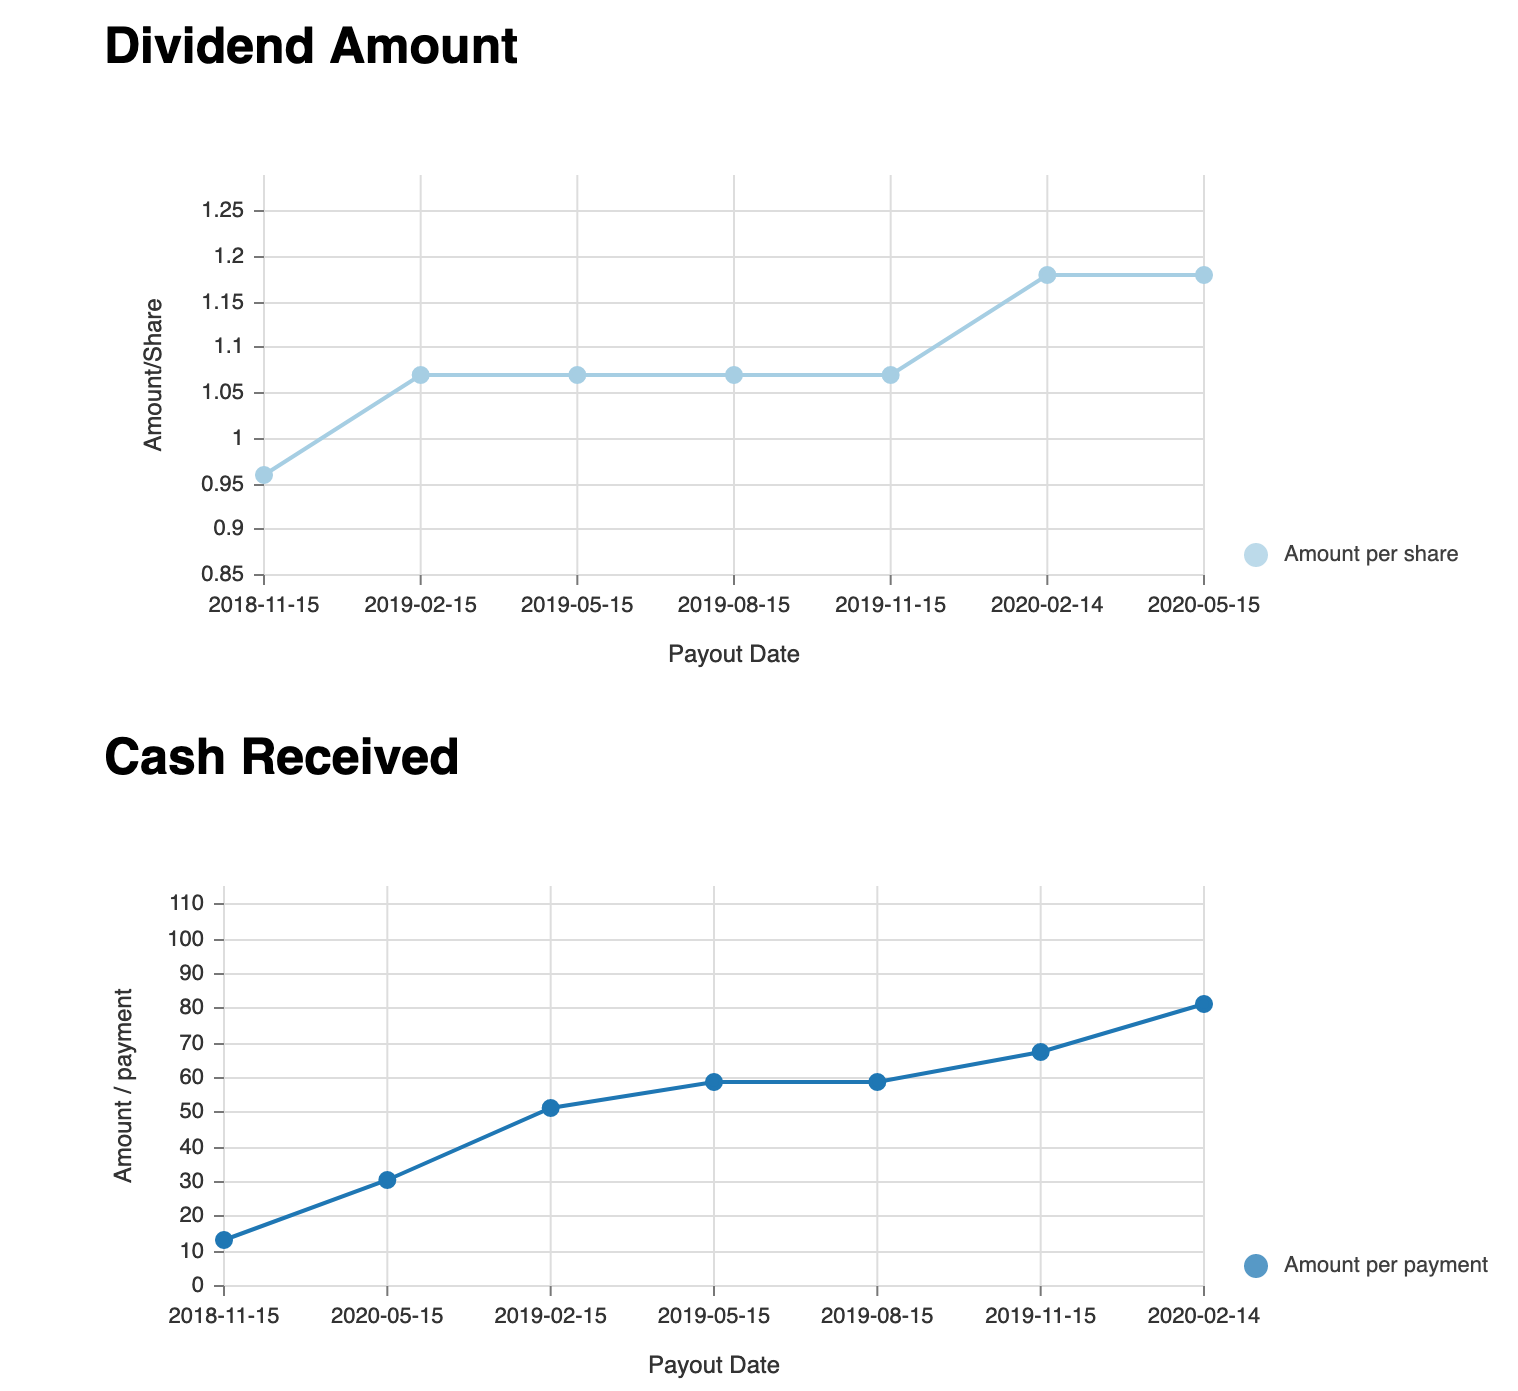 Dividend Amount
1.25
1.2
1.15
1.1
1.05
1
0.95
0.9
0.85
Amount/Share
2018-11-15 2019-02-15 2019-05-15 2019-08-15 2019-11-15 2020-02-14 2020-05-15
Payout Date
Amount per share
Cash Received
110
100
90
80
70
60
50
40
30
20
10
0
Amount / payment
2018-11-15 2020-05-15 2019-02-15 2019-05-15 2019-08-15 2019-11-15 2020-02-14
Payout Date
Amount per payment